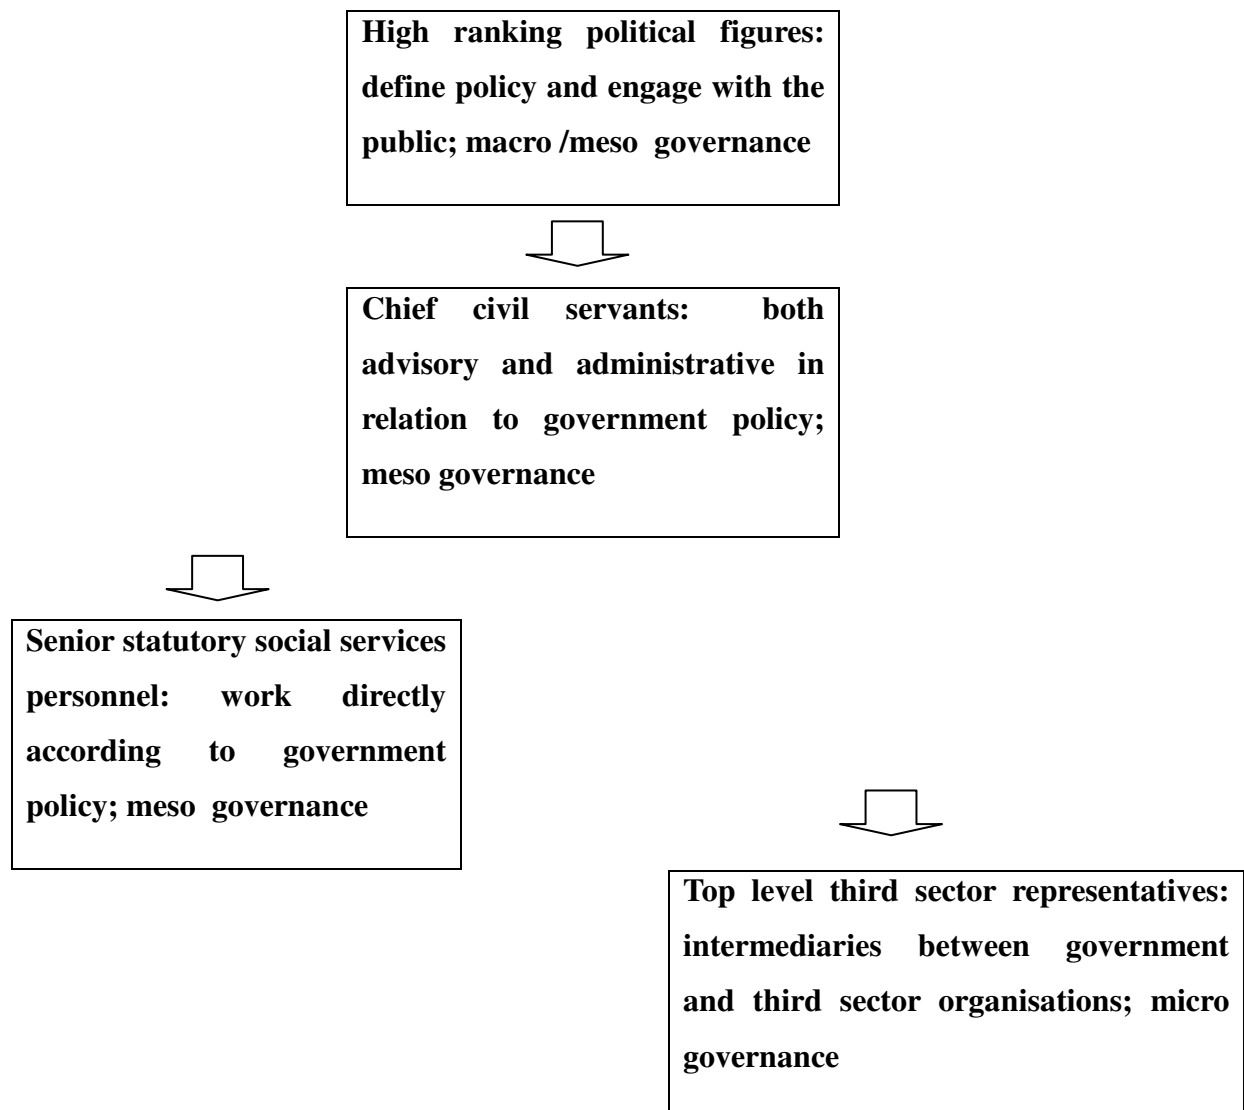 High ranking political figures:
define policy and engage with the
public; macro /meso  governance
Chief civil servants:  both
advisory and administrative in
relation to government policy;
meso governance
Senior statutory social services
personnel: work directly
according to government
policy; meso  governance
Top level third sector representatives:
intermediaries between government
and third sector organisations; micro
governance